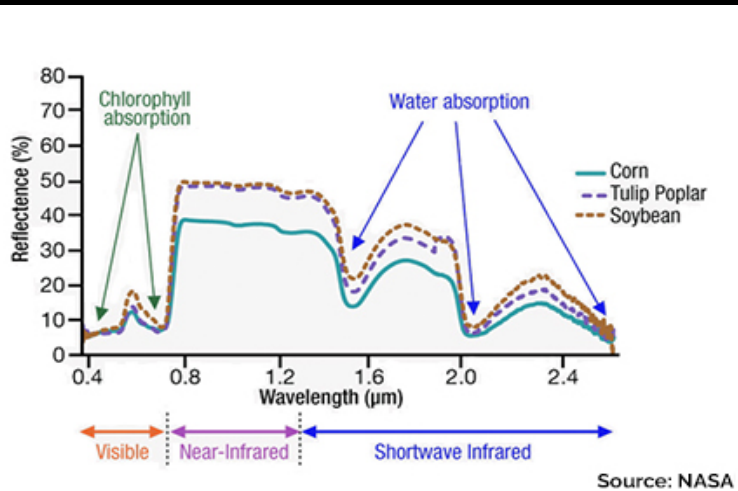 Chlorophyll
absorption
Water absorption
Reflectence (%)
80
70
60
50
40
30
20
10
0
Corn
Tulip Poplar
Soybean
0.4 0.8 1.2 1.6 2.0 2.4
Wavelength (µm)
Visible Near-Infrared Shortwave Infrared
Source: NASA